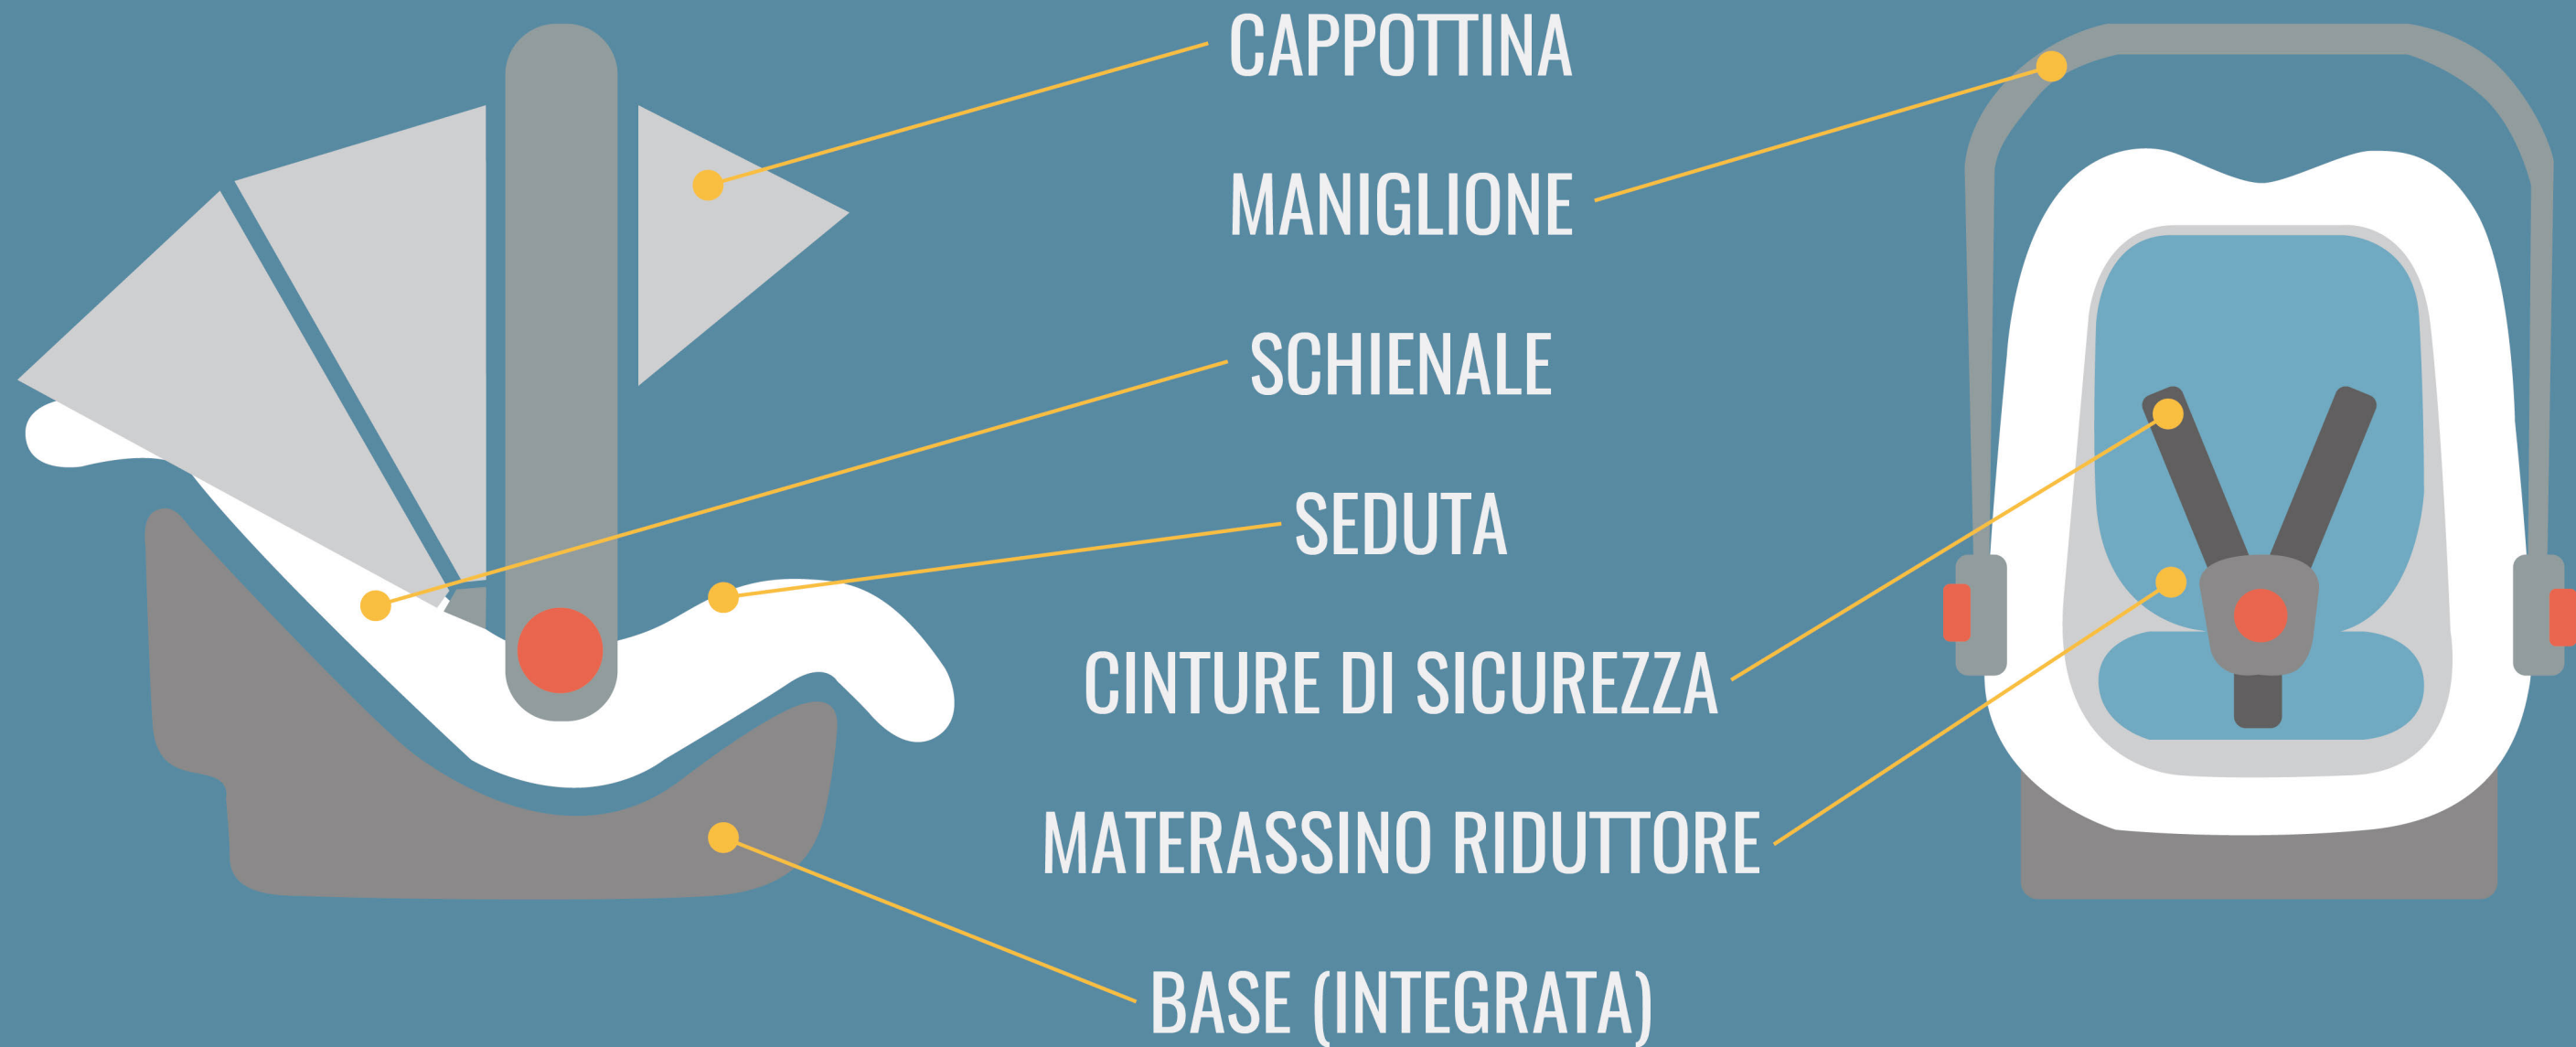 CAPPOTTINA
MANIGLIONE
SCHIENALE
SEDUTA
CINTURE DI SICUREZZA
MATERASSINO RIDUTTORE
BASE (INTEGRATA)